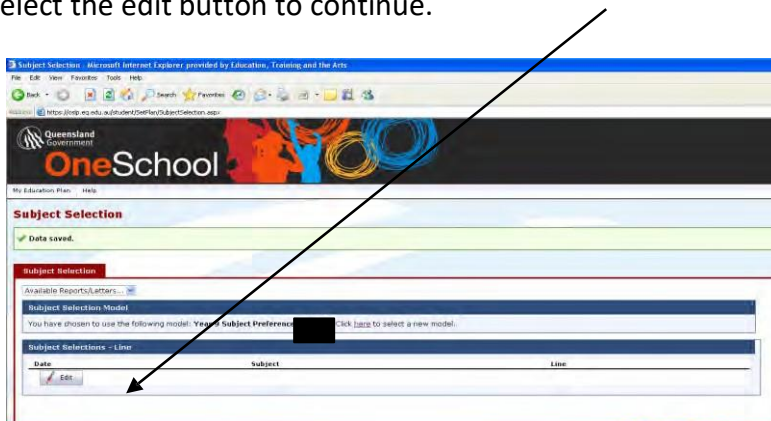 elect the edit button to continue.
Subject Selection - Microsoft Internet Explorer provided by Education, Training and the Arts
File Edit View Favorites Tools Help
Back Search Favorites
https://oslp.eq.edu.au/student/SetPlan/SubjectSelection.aspx
Queensland
Government
OneSchool
My Education Plan Help
Subject Selection
Data saved.
Subject Selection
Available Reports/Letters...
Subject Selection Model
You have chosen to use the following model: Year 9 Subject Preference Click here to select a new model.
Subject Selections - Line
Date Subject Line
Edit